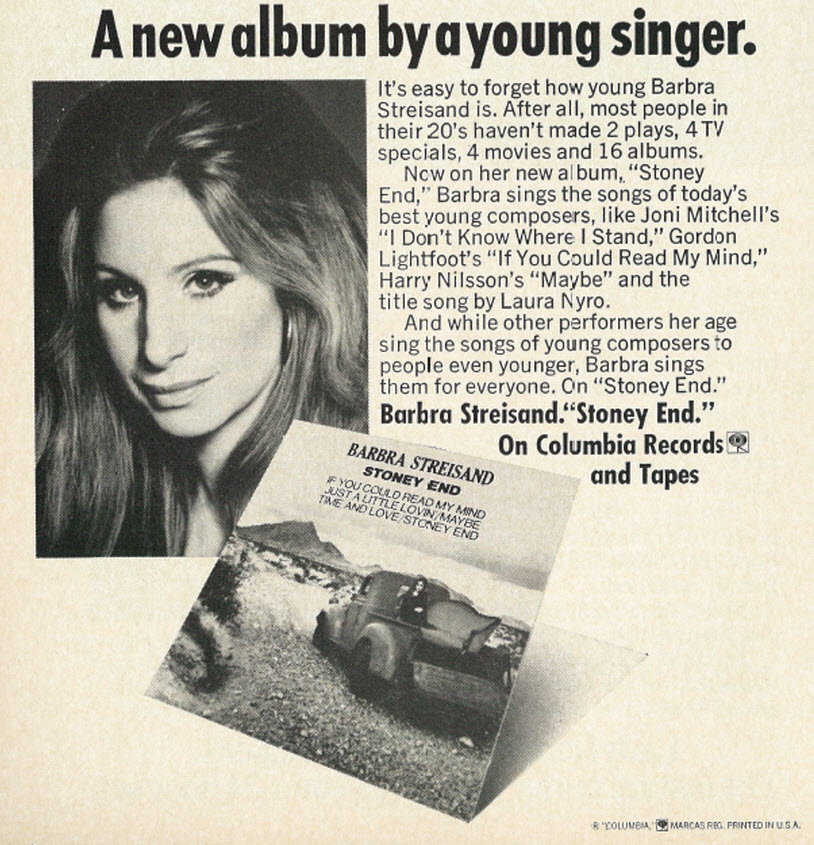 A new album by a young singer.
It's easy to forget how young Barbra
Streisand is. After all, most people in
their 20's haven't made 2 plays, 4 TV
specials, 4 movies and 16 albums.
Now on her new album, "Stoney
End," Barbra sings the songs of today's
best young composers, like Joni Mitchell's
"I Don't Know Where I Stand," Gordon
Lightfoot's "If You Could Read My Mind,"
Harry Nilsson's "Maybe" and the
title song by Laura Nyro.
And while other performers her age
sing the songs of young composers to
people even younger, Barbra sings
them for everyone. On "Stoney End."
Barbra Streisand. "Stoney End."
On Columbia Records
and Tapes
BARBRA STREISAND
STONEY END
IF YOU COULD READ MY MIND
JUST A LITTLE LOVIN'/MAYBE
TIME AND LOVE/STONEY END
® "COLUMBIA," MARCAS REG. PRINTED IN U.S.A.